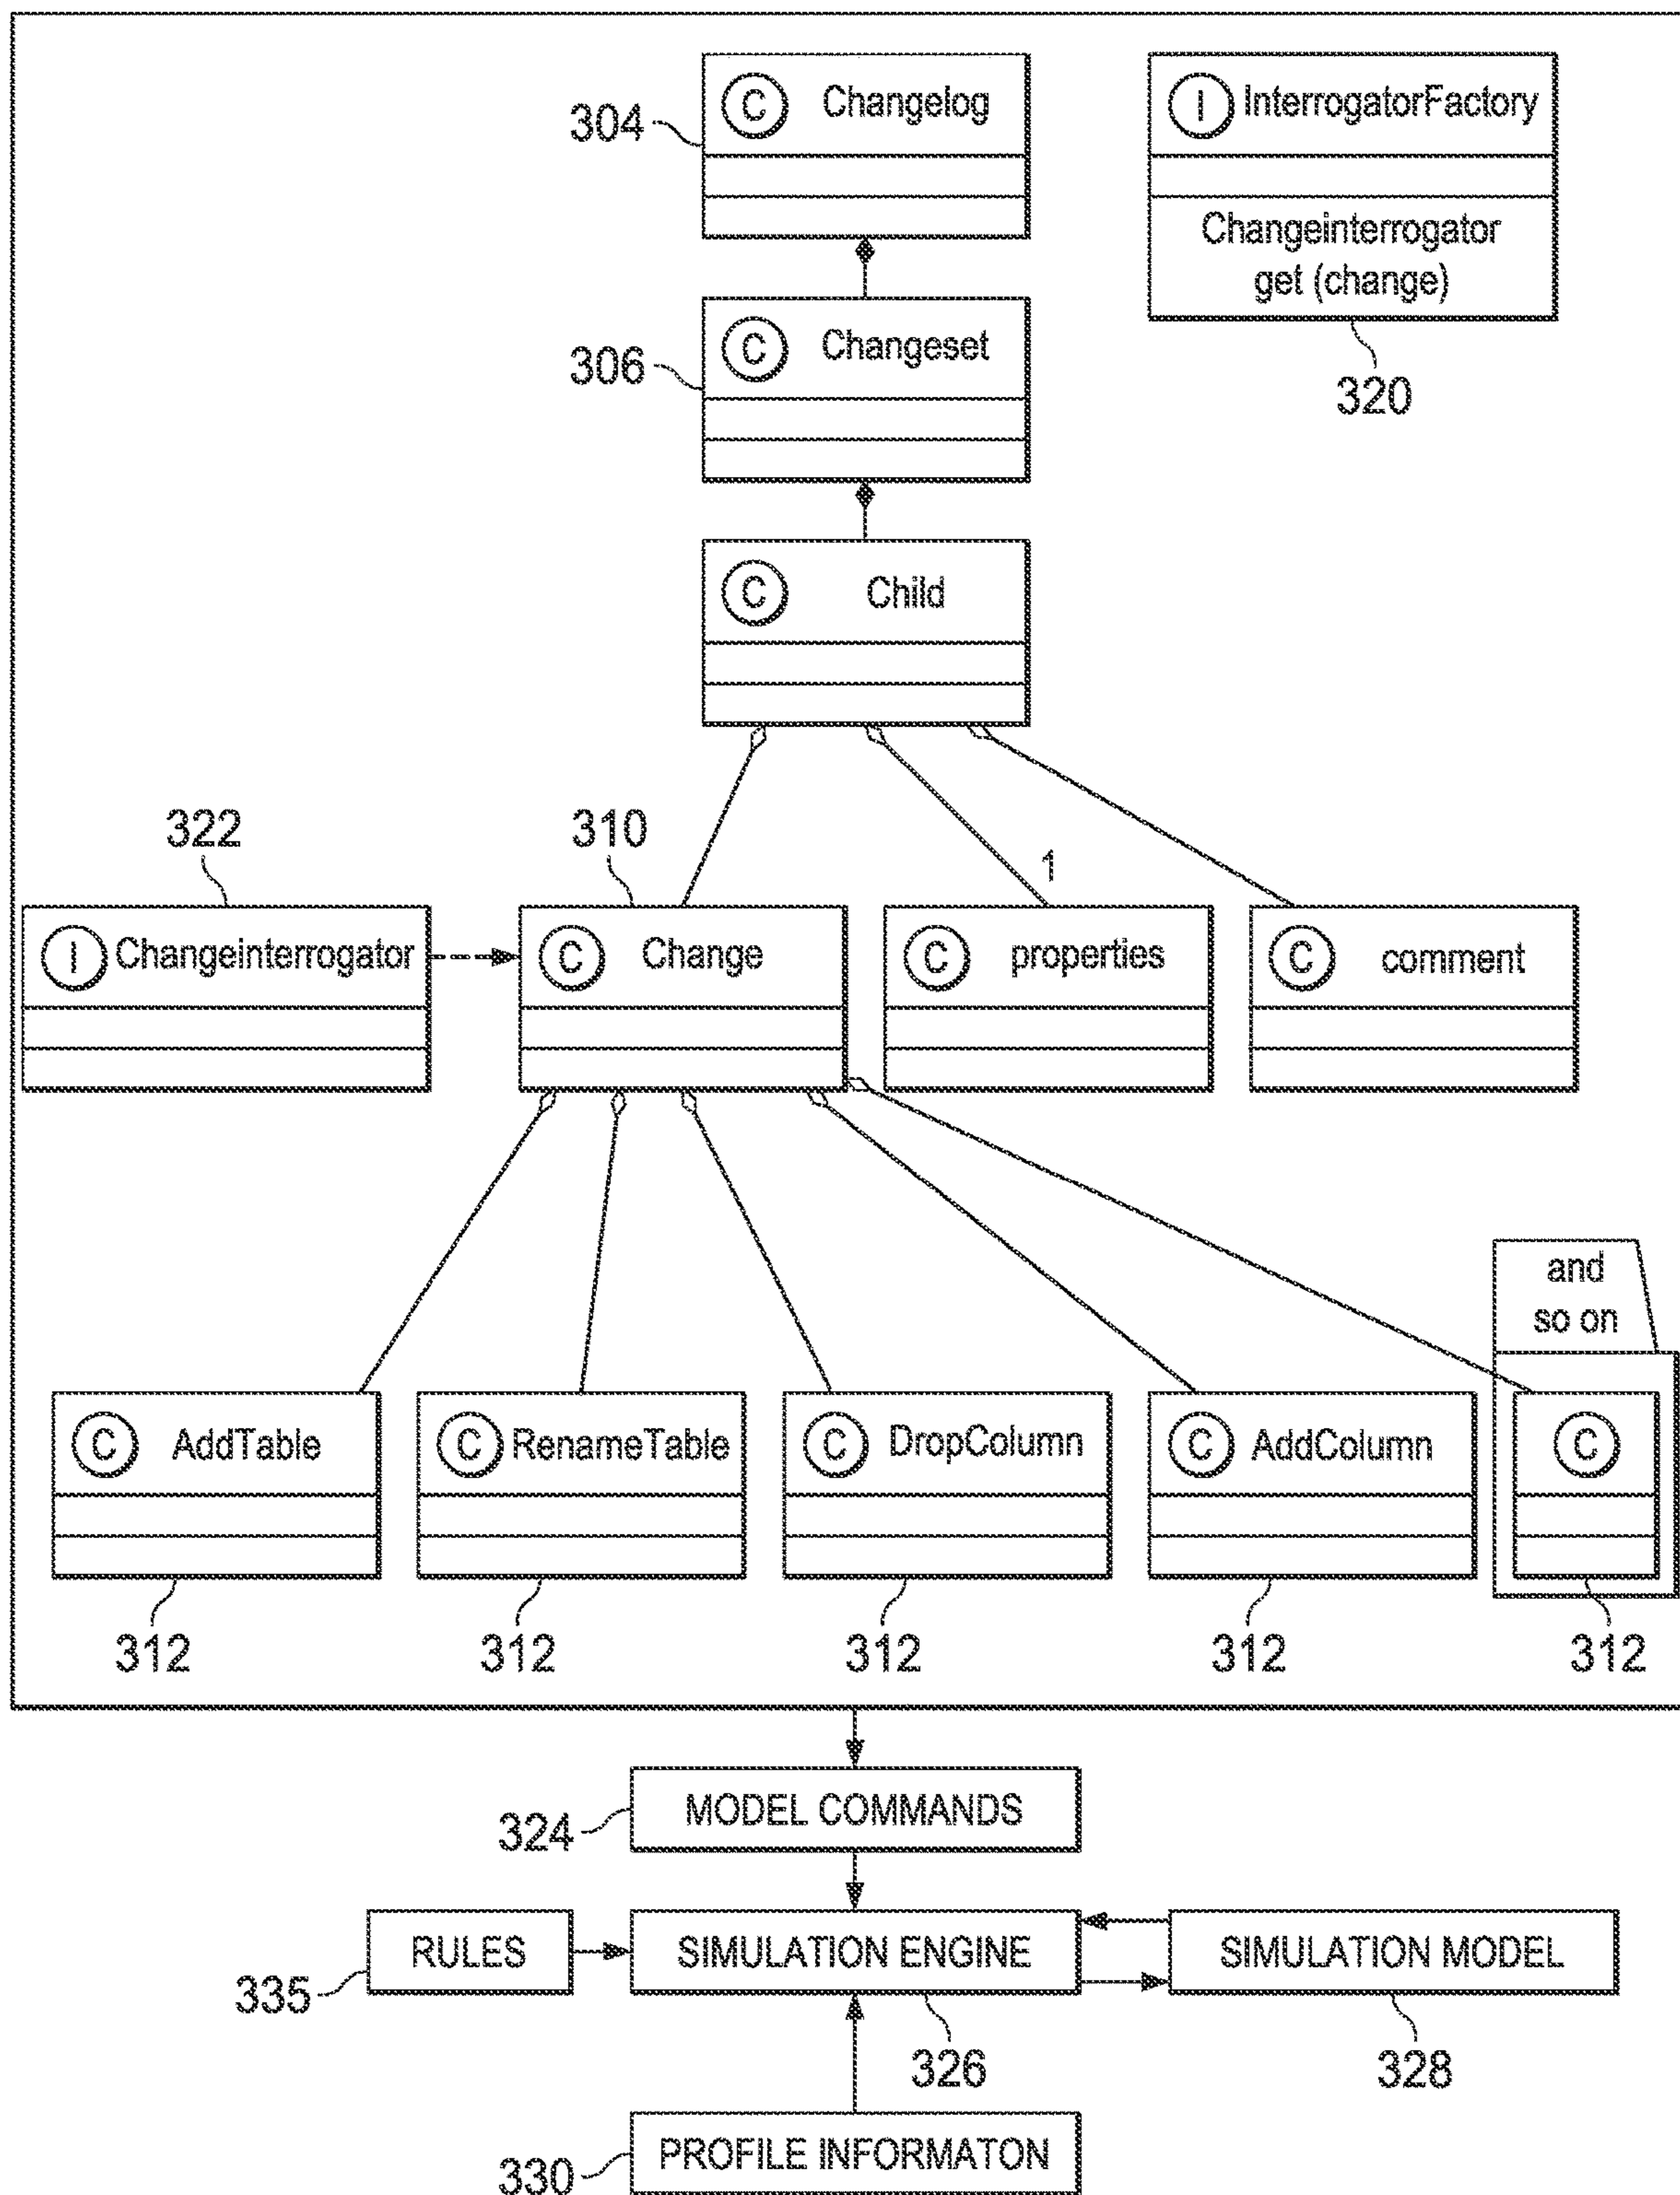 C Changelog
304
I InterrogatorFactory
Changeinterrogator
get (change)
320
C Changeset
306
C Child
322
310
1
I Changeinterrogator
C Change
C properties
C comment
and
so on
C AddTable
C RenameTable
C DropColumn
C AddColumn
C
312
312
312
312
312
MODEL COMMANDS
324
RULES
335
SIMULATION ENGINE
SIMULATION MODEL
326
328
PROFILE INFORMATON
330